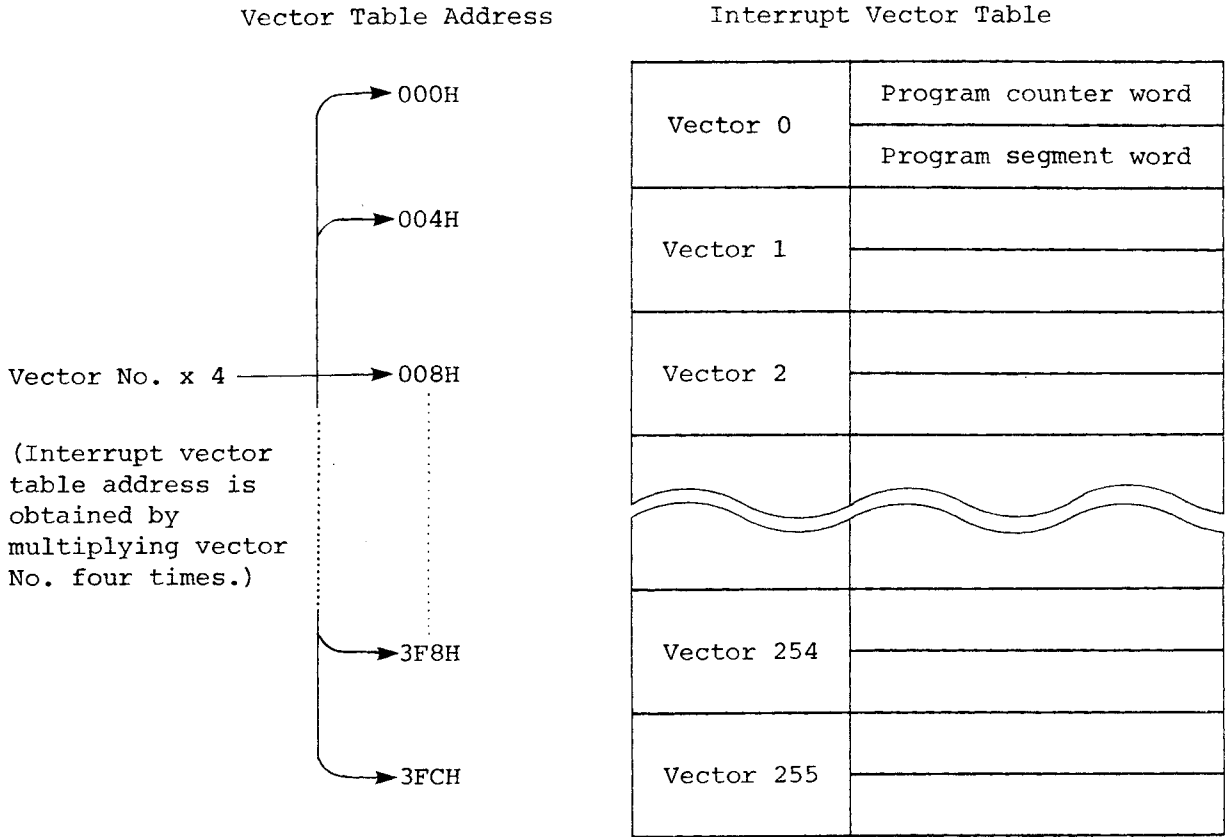 Vector Table Address
Interrupt Vector Table
000H
004H
Vector No. x 4
008H
(Interrupt vector
table address is
obtained by
multiplying vector
No. four times.)
3F8H
3FCH
Vector 0
Program counter word
Program segment word
Vector 1
Vector 2
Vector 254
Vector 255